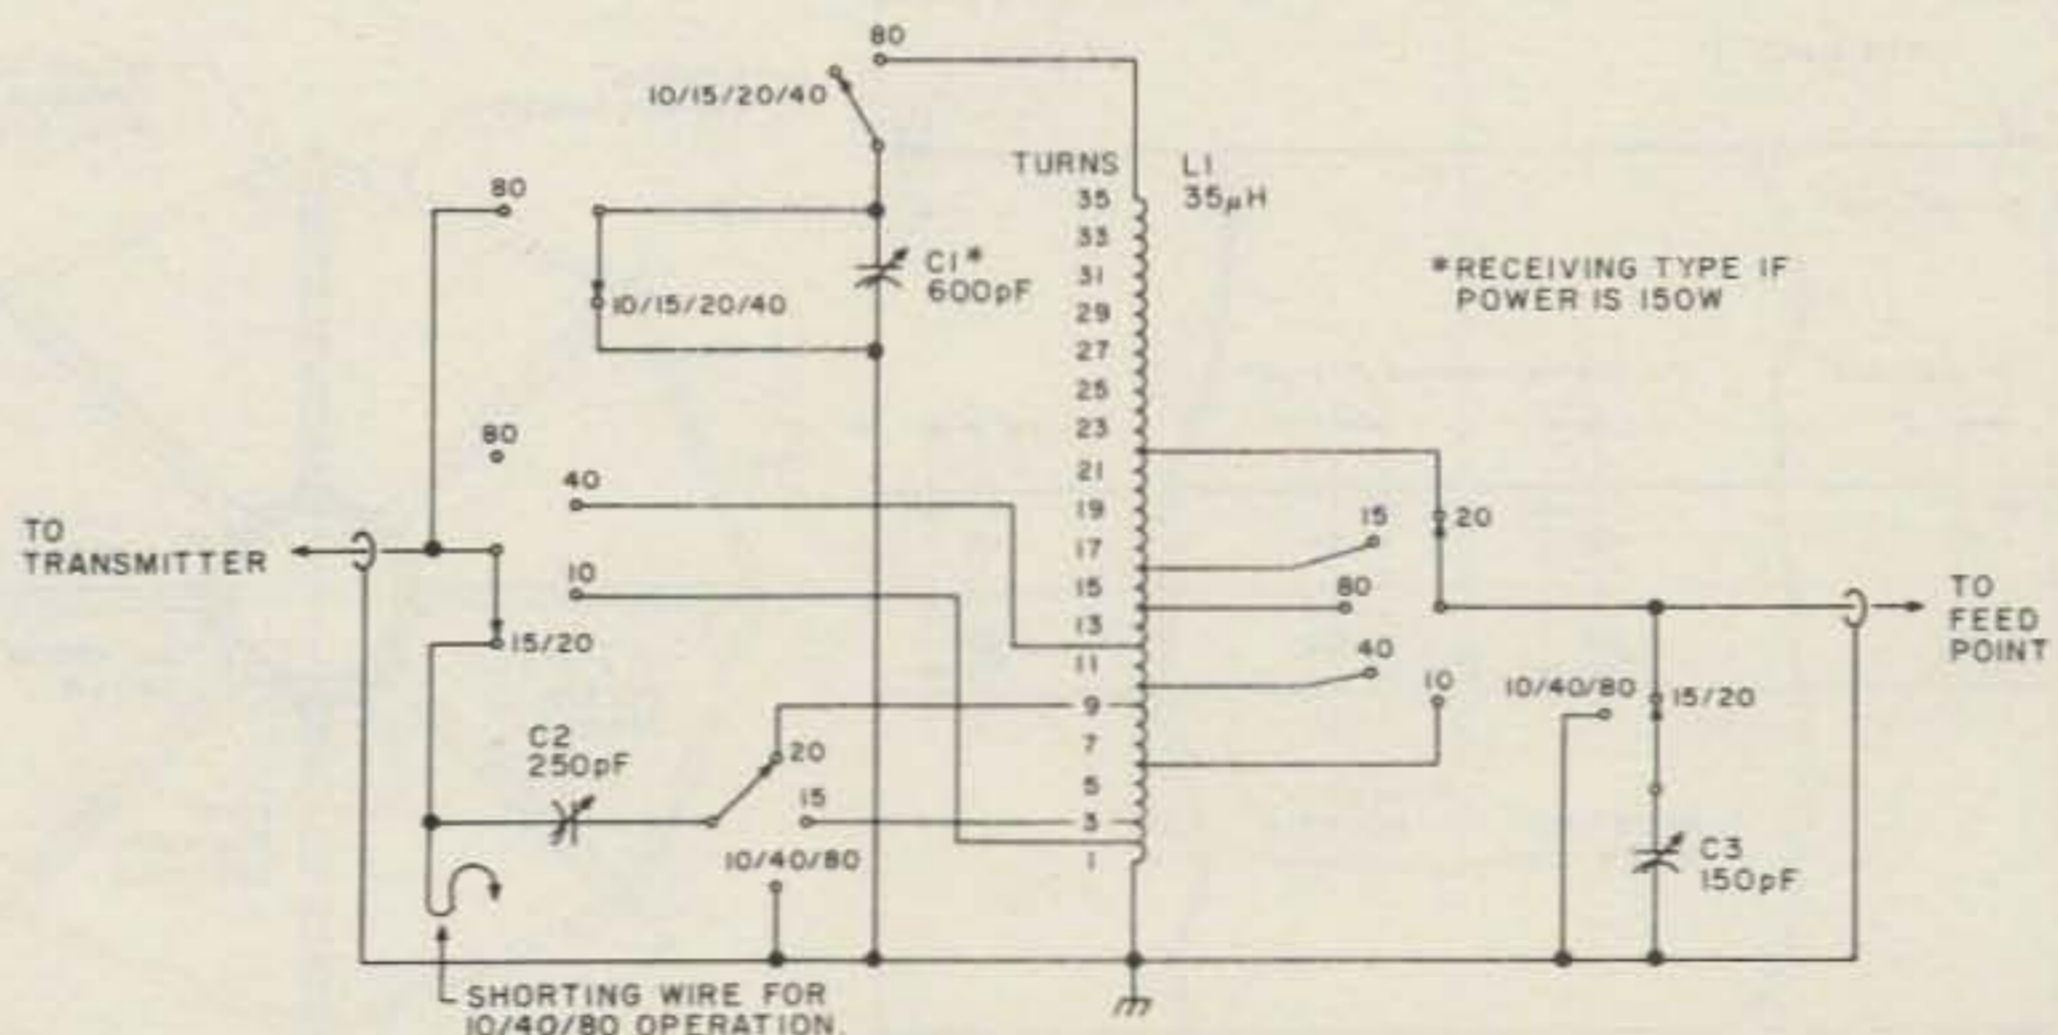 80
10/15/20/40
TURNS
L1
35µH
80
C1*
600pF
10/15/20/40
*RECEIVING TYPE IF
POWER IS 150W
35
33
31
29
27
25
23
21
19
17
15
13
11
9
7
5
3
1
80
40
TO
TRANSMITTER
10
15/20
15
20
80
40
10
10/40/80
15/20
TO
FEED
POINT
C2
250pF
20
15
10/40/80
C3
150pF
SHORTING WIRE FOR
10/40/80 OPERATION.